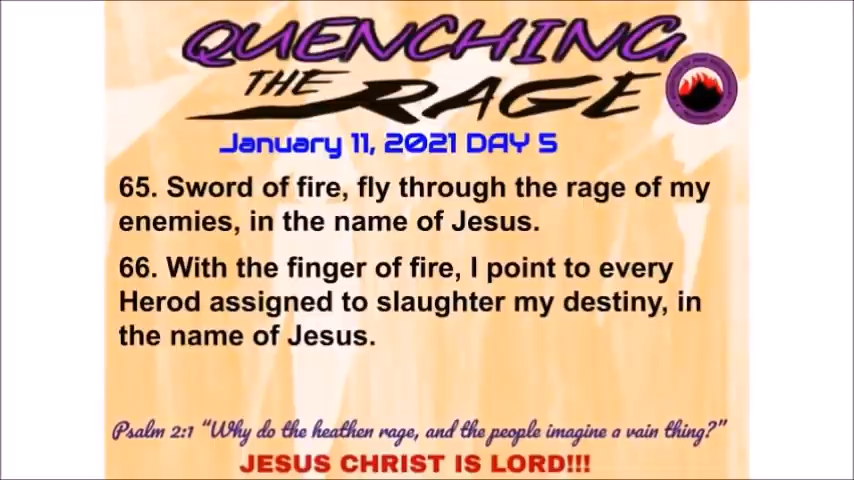 QUENCHING
THE RAGE
January 11, 2021 DAY 5
65. Sword of fire, fly through the rage of my
enemies, in the name of Jesus.
66. With the finger of fire, I point to every
Herod assigned to slaughter my destiny, in
the name of Jesus.
Psalm 2:1 “Why do the heathen rage, and the people imagine a vain thing?”
JESUS CHRIST IS LORD!!!